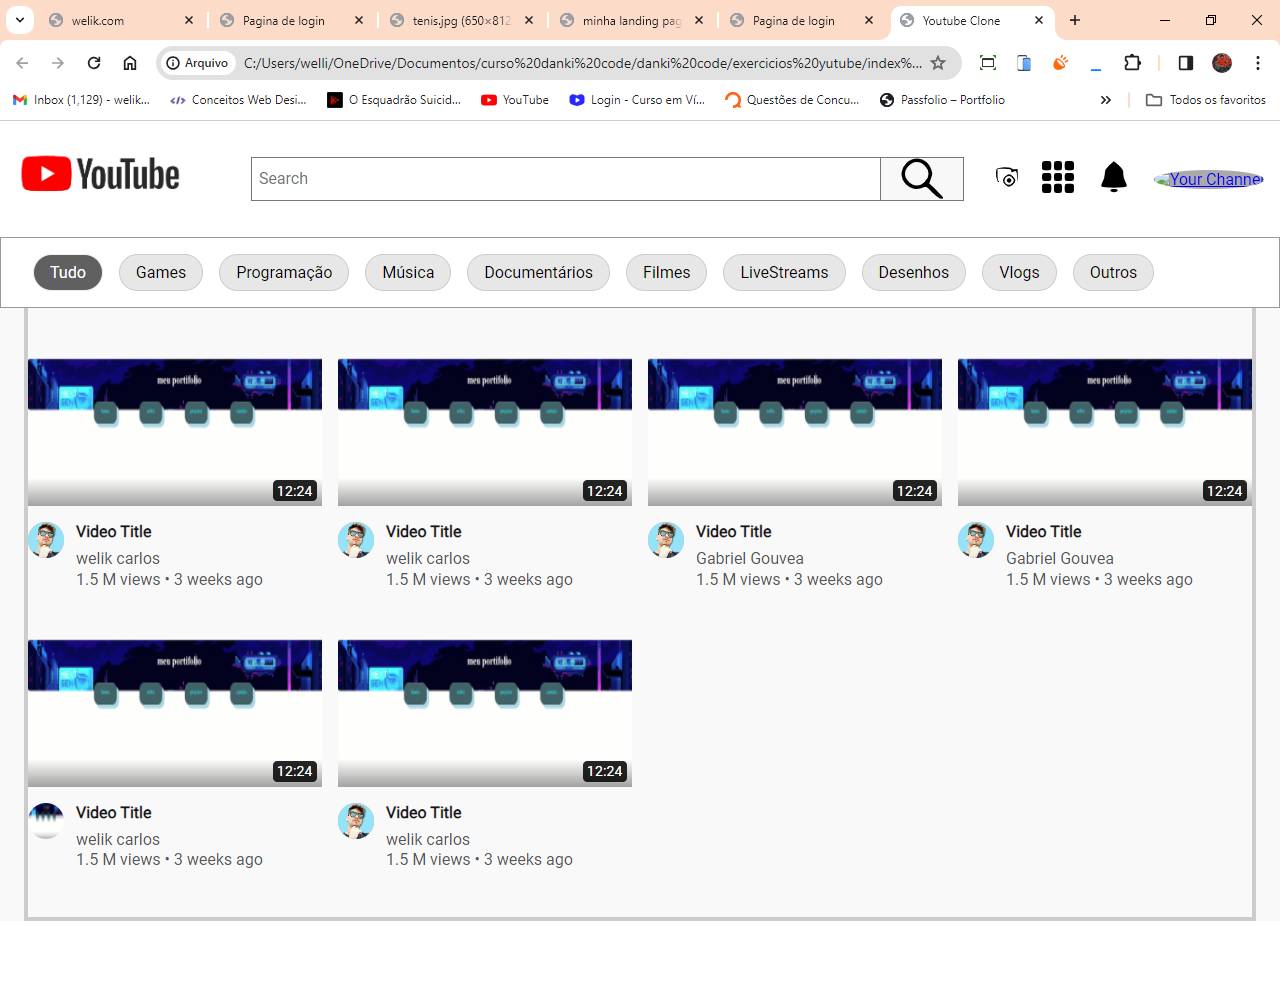 welik.com
Pagina de login
tenis.jpg (650×812
minha landing pag
Pagina de login
Youtube Clone
Arquivo
C:/Users/welli/OneDrive/Documentos/curso%20danki%20code/danki%20code/exercicios%20yutube/index%...
Inbox (1,129) - welik...
Conceitos Web Desi...
O Esquadrão Suicid...
YouTube
Login - Curso em Ví...
Questões de Concu...
Passfolio – Portfolio
Todos os favoritos
YouTube
Search
Your Channe
Tudo
Games
Programação
Música
Documentários
Filmes
LiveStreams
Desenhos
Vlogs
Outros
meu portifolio
meu portifolio
meu portifolio
meu portifolio
12:24
12:24
12:24
12:24
Video Title
welik carlos
1.5 M views • 3 weeks ago
Video Title
welik carlos
1.5 M views • 3 weeks ago
Video Title
Gabriel Gouvea
1.5 M views • 3 weeks ago
Video Title
Gabriel Gouvea
1.5 M views • 3 weeks ago
meu portifolio
meu portifolio
12:24
12:24
Video Title
welik carlos
1.5 M views • 3 weeks ago
Video Title
welik carlos
1.5 M views • 3 weeks ago